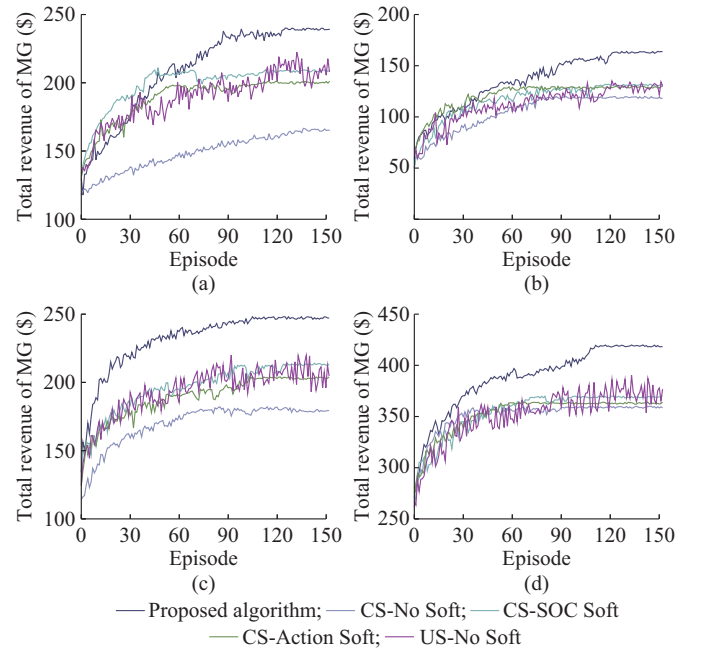 Total revenue of MG ($)
250
200
150
100
0 30 60 90 120 150
Episode
(a)
Total revenue of MG ($)
200
150
100
50
0 30 60 90 120 150
Episode
(b)
Total revenue of MG ($)
250
200
150
100
0 30 60 90 120 150
Episode
(c)
Total revenue of MG ($)
450
400
350
300
250
0 30 60 90 120 150
Episode
(d)
Proposed algorithm; CS-No Soft; CS-SOC Soft
CS-Action Soft; US-No Soft